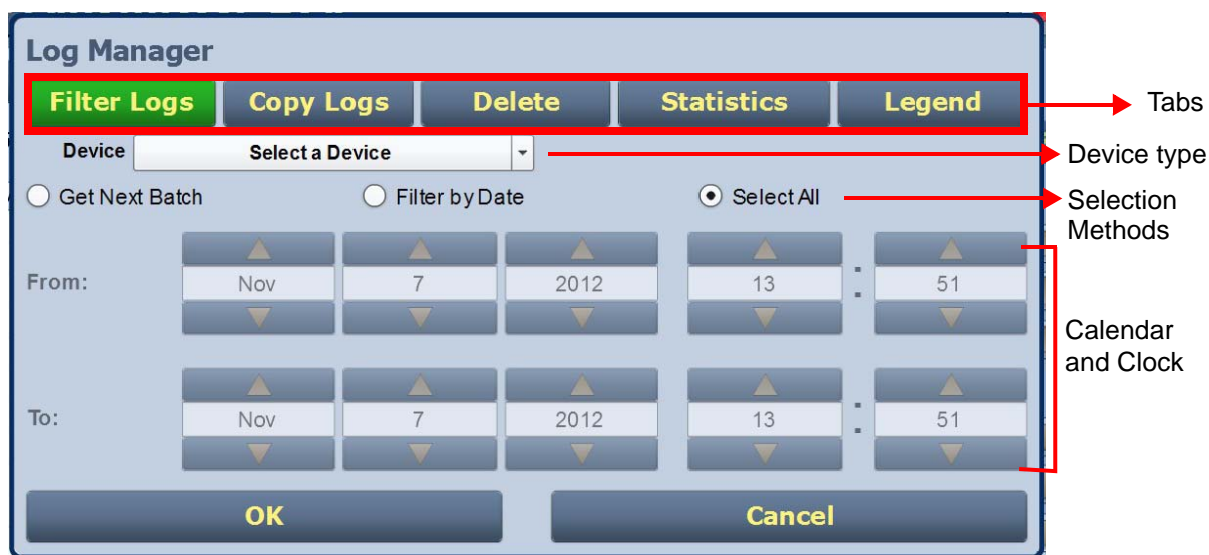 Log Manager
Filter Logs Copy Logs Delete Statistics Legend
Tabs
Device Select a Device
Device type
Get Next Batch Filter by Date Select All
Selection
Methods
From: Nov 7 2012 13 : 51
Calendar
and Clock
To: Nov 7 2012 13 : 51
OK Cancel